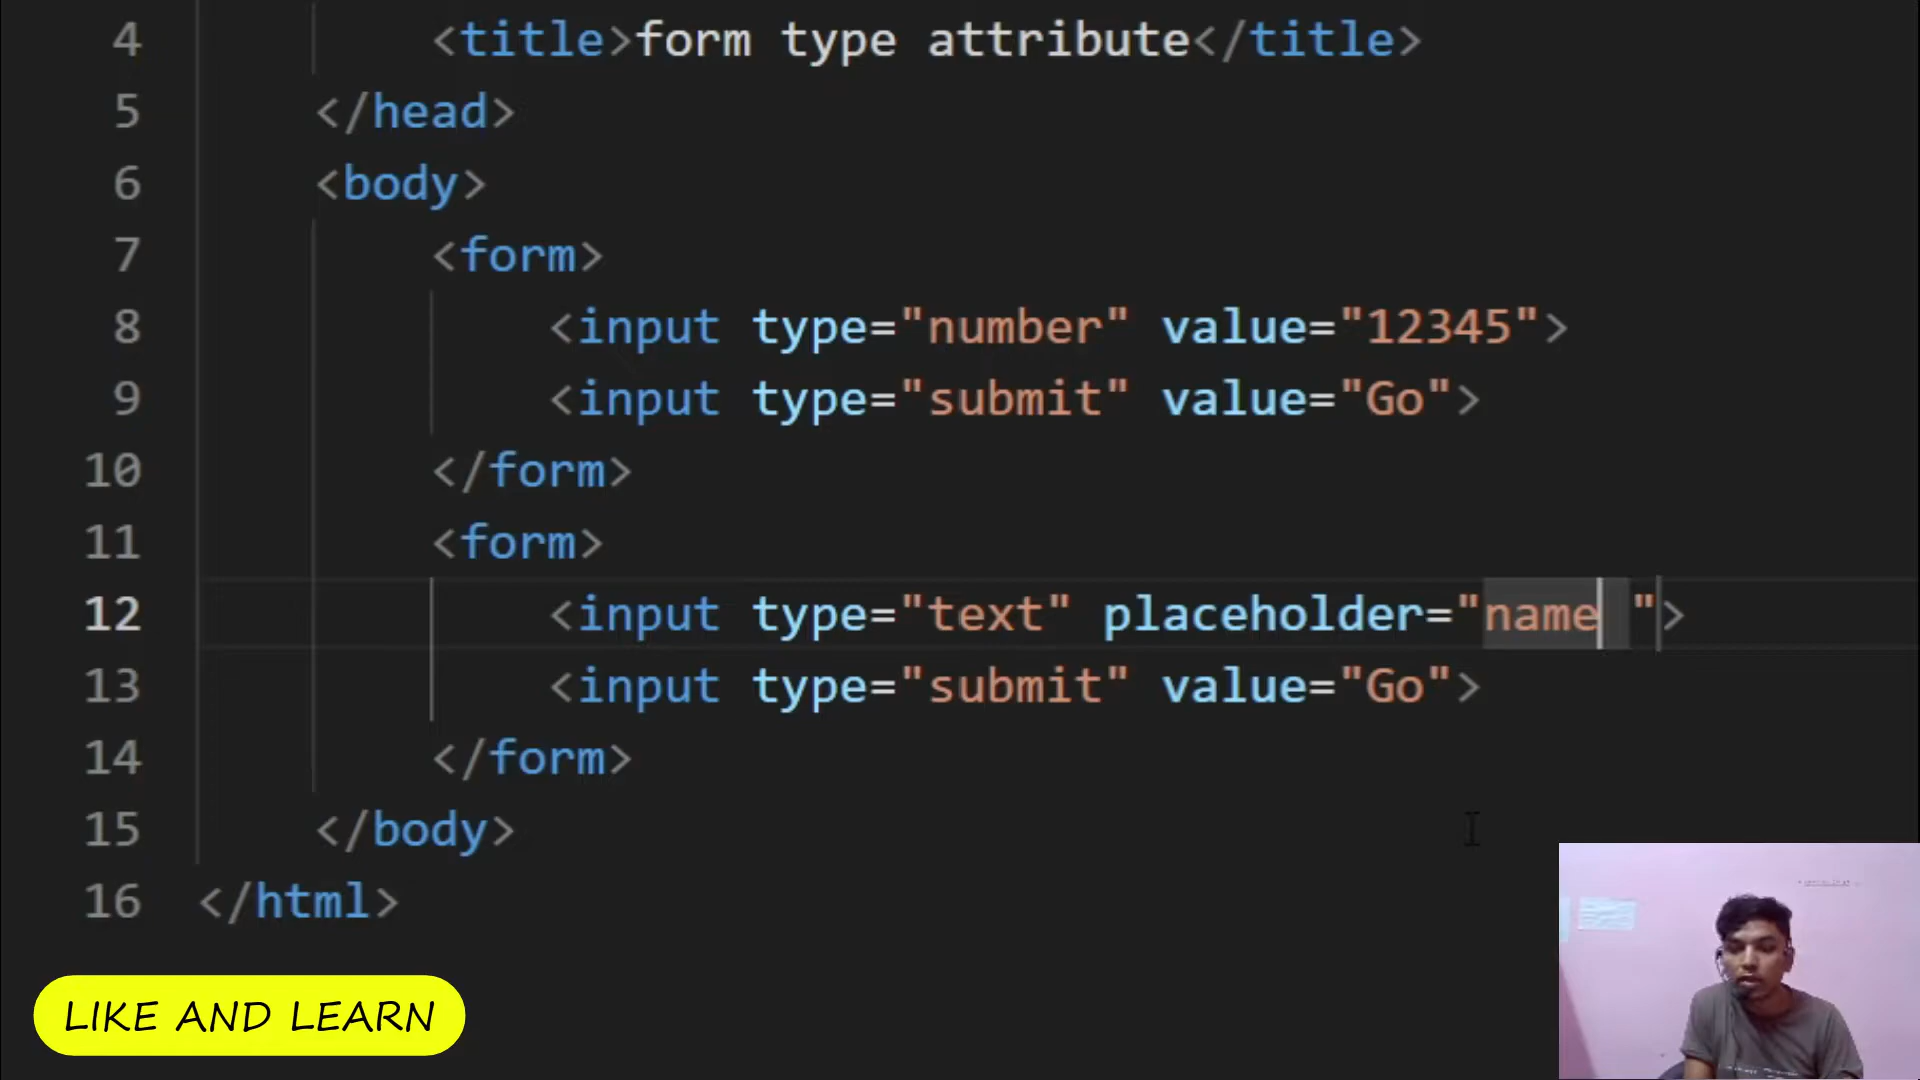 4 <title>form type attribute</title>
5 </head>
6 <body>
7 <form>
8 <input type="number" value="12345">
9 <input type="submit" value="Go">
10 </form>
11 <form>
12 <input type="text" placeholder="name ">
13 <input type="submit" value="Go">
14 </form>
15 </body>
16 </html>
LIKE AND LEARN